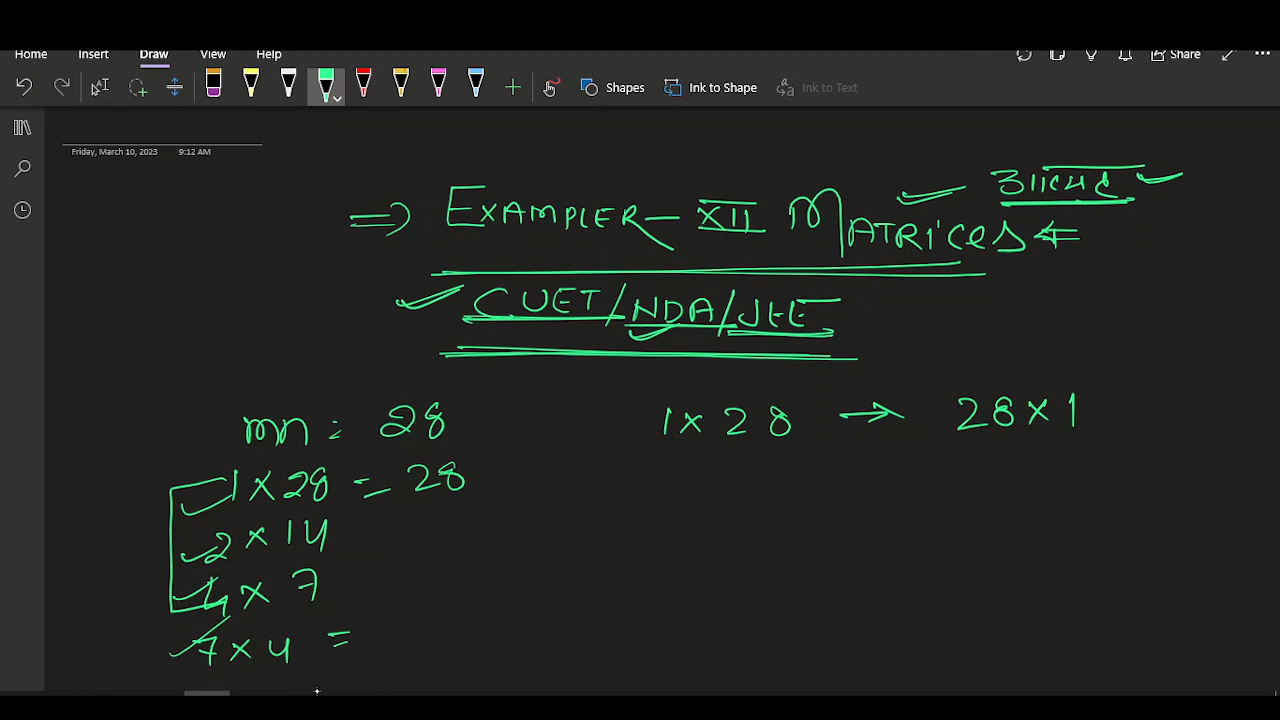 Home Insert Draw View Help Share
Shapes Ink to Shape Ink to Text
Friday, March 10, 2023 9:12 AM
⇒ EXAMPLER - XII MATRICES
CUET/NDA/JEE
mn = 28 1 × 28 → 28 × 1
1 × 28 = 28
2 × 14
4 × 7
7 × 4 =